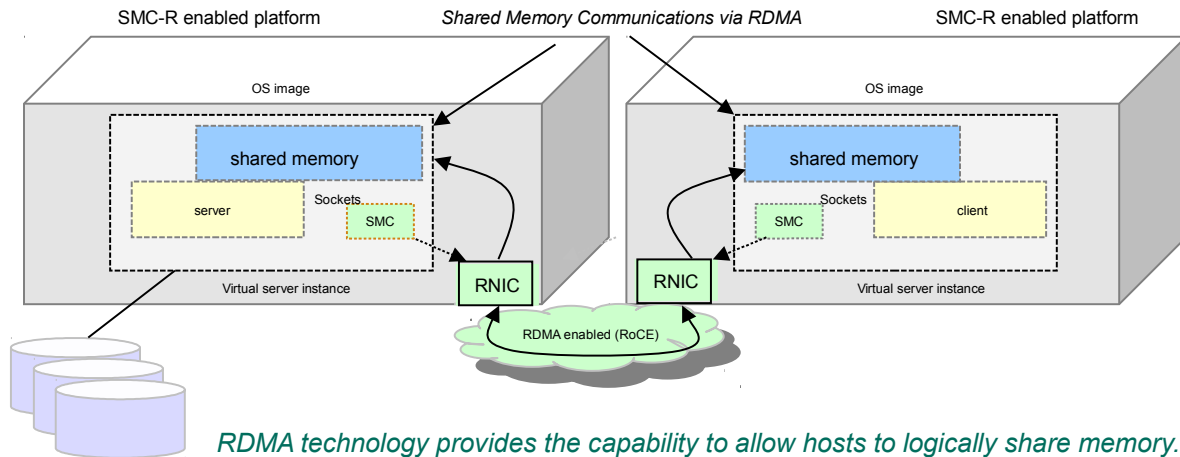 SMC-R enabled platform
Shared Memory Communications via RDMA
SMC-R enabled platform
OS image
OS image
shared memory
shared memory
server
Sockets
SMC
Sockets
SMC
client
RNIC
RNIC
Virtual server instance
Virtual server instance
RDMA enabled (RoCE)
RDMA technology provides the capability to allow hosts to logically share memory.